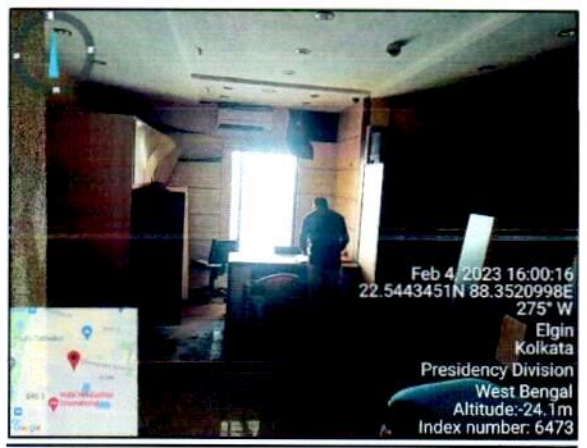 Feb 4, 2023 16:00:16
22.5443451N 88.3520998E
275° W
Elgin
Kolkata
Presidency Division
West Bengal
Altitude:-24.1m
Index number: 6473
Google